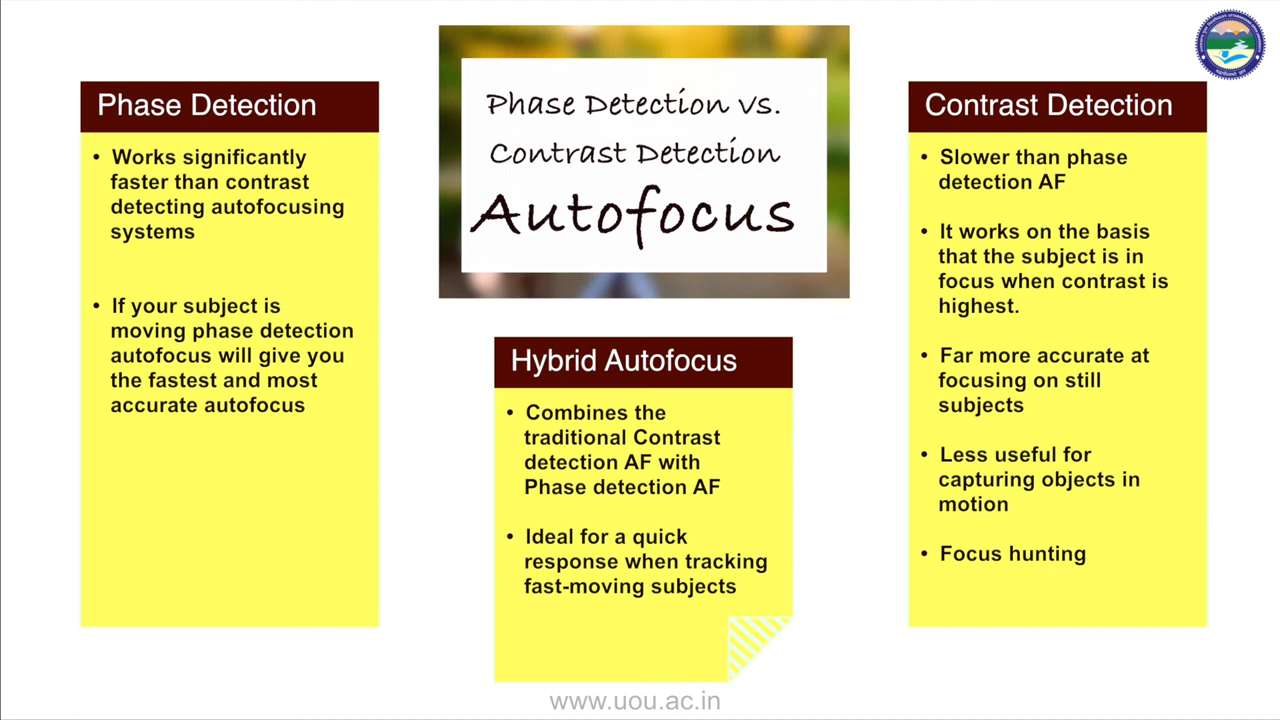 Phase Detection vs.
Contrast Detection
Autofocus
Phase Detection
• Works significantly
faster than contrast
detecting autofocusing
systems
• If your subject is
moving phase detection
autofocus will give you
the fastest and most
accurate autofocus
Hybrid Autofocus
• Combines the
traditional Contrast
detection AF with
Phase detection AF
• Ideal for a quick
response when tracking
fast-moving subjects
Contrast Detection
• Slower than phase
detection AF
• It works on the basis
that the subject is in
focus when contrast is
highest.
• Far more accurate at
focusing on still
subjects
• Less useful for
capturing objects in
motion
• Focus hunting
www.uou.ac.in